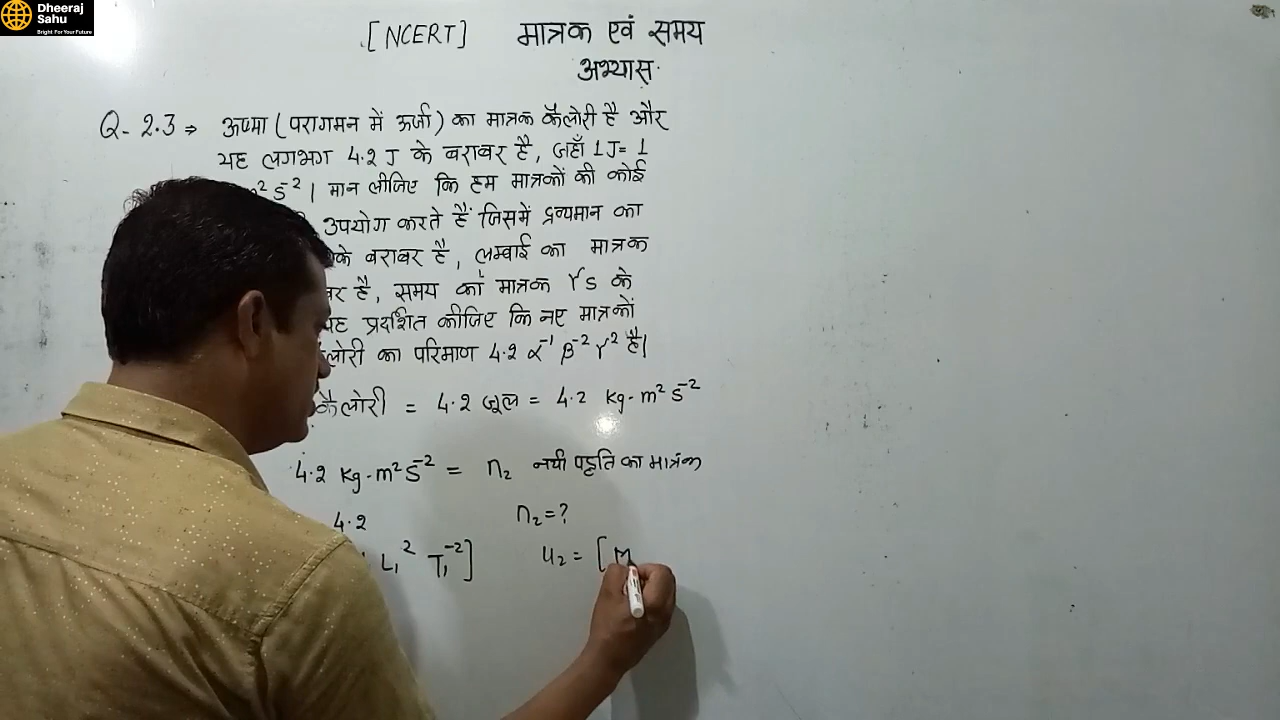 Dheeraj
Sahu
Bright For Your Future
[NCERT] मात्रक एवं समय
अभ्यास
Q- 2.3 ⇒ ऊष्मा (परागमन में ऊर्जा) का मात्रक कैलोरी है और
यह लगभग 4.2 J के बराबर है, जहाँ 1J= 1
m² S⁻² । मान लीजिए कि हम मात्रकों की कोई
उपयोग करते हैं जिसमें द्रव्यमान का
के बराबर है, लम्बाई का मात्रक
है, समय का मात्रक γs के
प्रदर्शित कीजिए कि नए मात्रकों
का परिमाण 4.2 α⁻¹ β⁻² γ² है।
कैलोरी = 4.2 जूल = 4.2 Kg-m² S⁻²
4.2 Kg-m² S⁻² = n₂ नयी पद्दति का मात्रक
4.2 n₂=?
L₁² T₁⁻²] u₂= [M